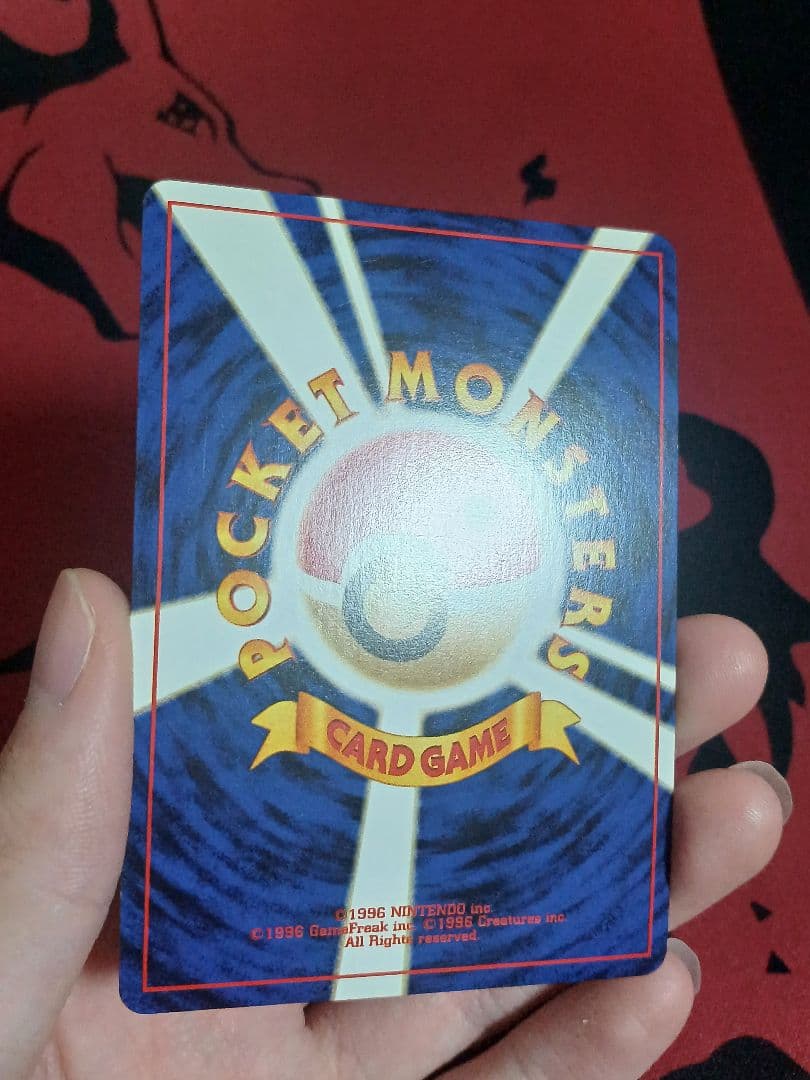 POCKET MONSTERS
CARD GAME
©1996 NINTENDO inc.
©1996 GameFreak inc. ©1996 Creatures inc.
All Rights reserved.